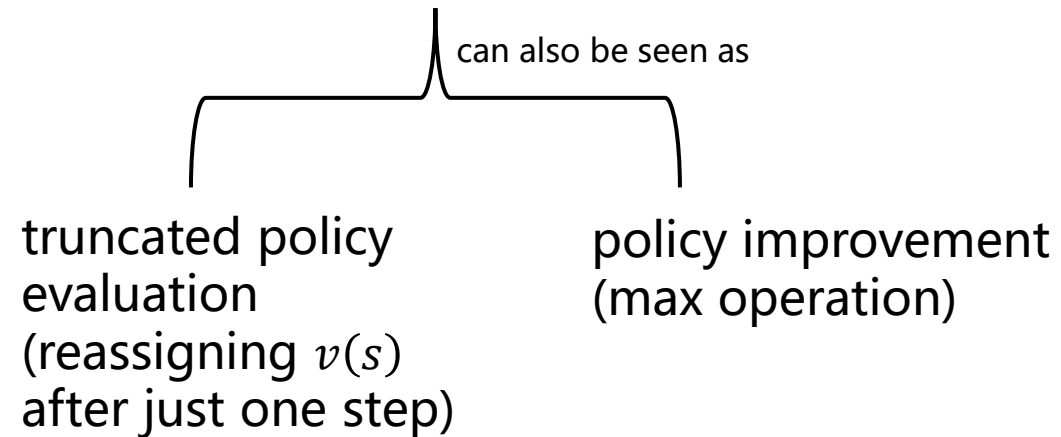 can also be seen as
truncated policy
evaluation
(reassigning 𝑣(𝑠)
after just one step)
policy improvement
(max operation)